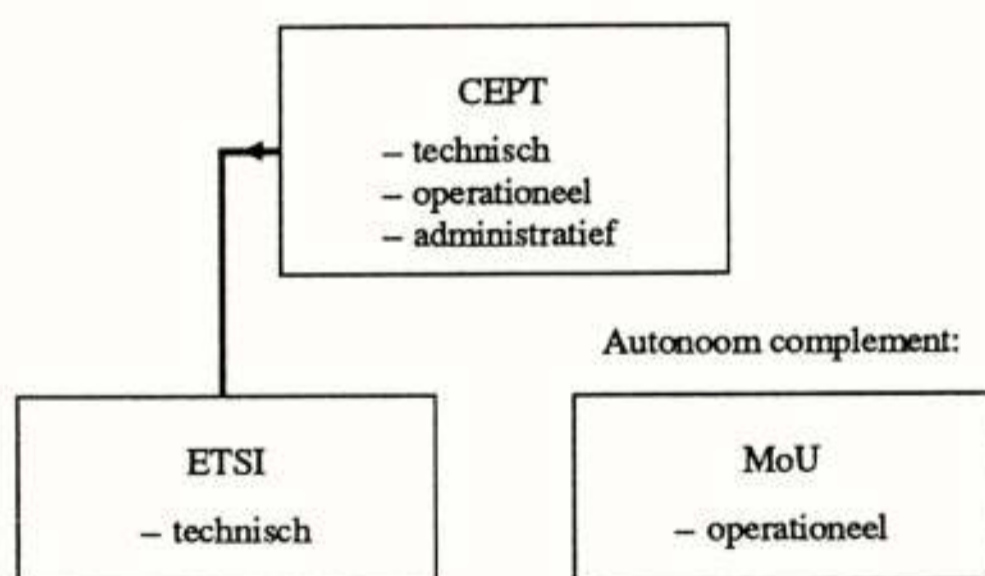 CEPT
– technisch
– operationeel
– administratief
Autonoom complement:
ETSI
– technisch
MoU
– operationeel